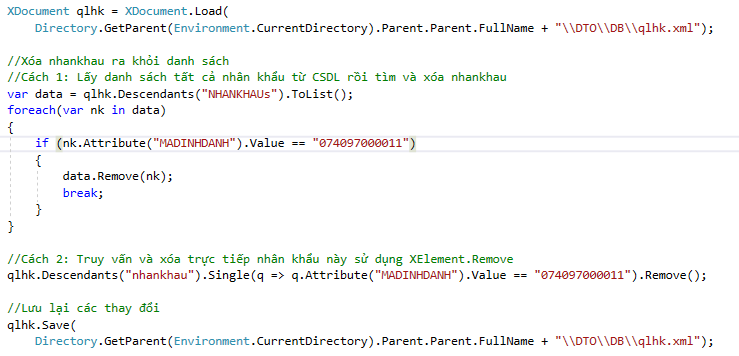 XDocument qlhk = XDocument.Load(
Directory.GetParent(Environment.CurrentDirectory).Parent.Parent.FullName + "\\DTO\\DB\\qlhk.xml");
//Xóa nhankhau ra khỏi danh sách
//Cách 1: Lấy danh sách tất cả nhân khẩu từ CSDL rồi tìm và xóa nhankhau
var data = qlhk.Descendants("NHANKHAUs").ToList();
foreach(var nk in data)
{
if (nk.Attribute("MADINHDANH").Value == "074097000011")
{
data.Remove(nk);
break;
}
}
//Cách 2: Truy vấn và xóa trực tiếp nhân khẩu này sử dụng XElement.Remove
qlhk.Descendants("nhankhau").Single(q => q.Attribute("MADINHDANH").Value == "074097000011").Remove();
//Lưu lại các thay đổi
qlhk.Save(
Directory.GetParent(Environment.CurrentDirectory).Parent.Parent.FullName + "\\DTO\\DB\\qlhk.xml");